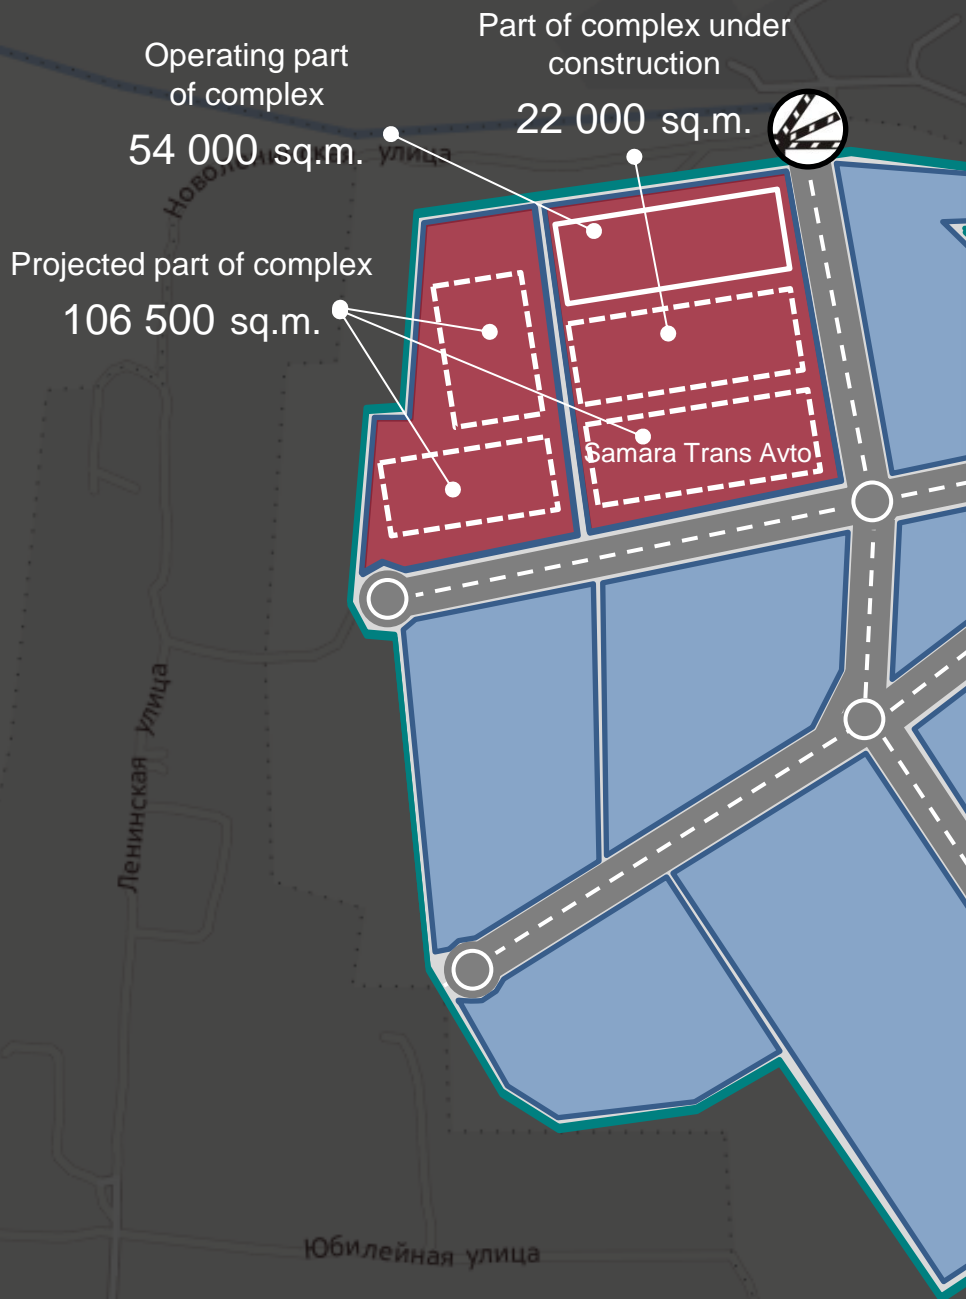 Part of complex under
construction
22 000 sq.m.
Operating part
of complex
54 000 sq.m.
Новоленинская улица
Projected part of complex
106 500 sq.m.
Samara Trans Avto
Ленинская улица
Юбилейная улица